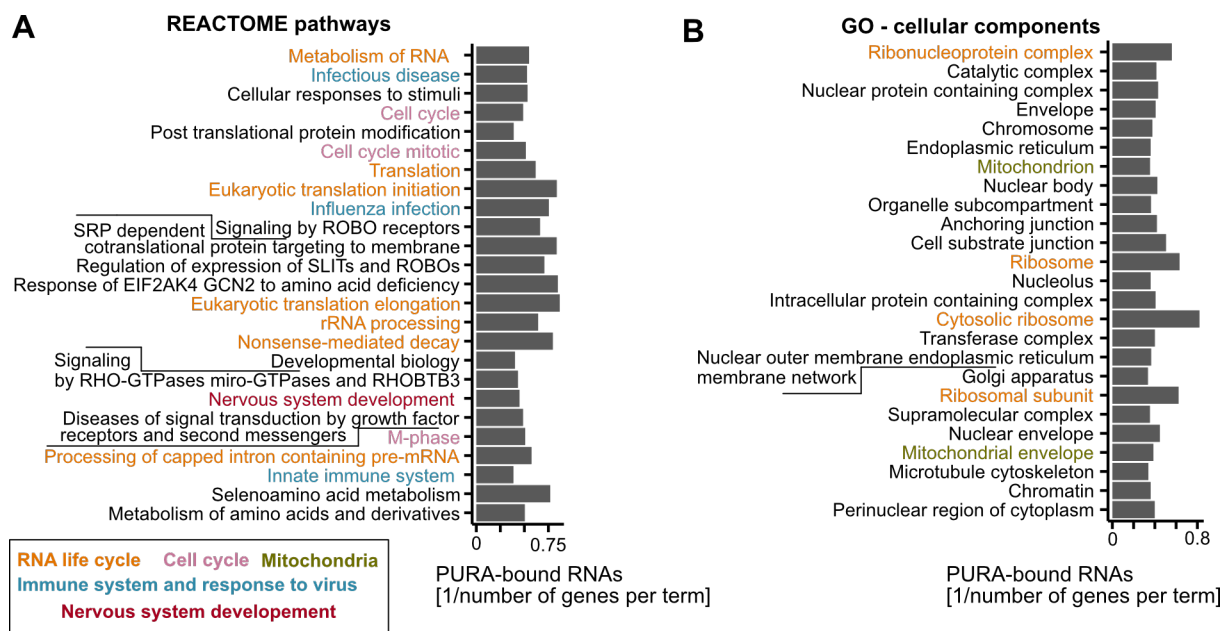 A
REACTOME pathways
Metabolism of RNA
Infectious disease
Cellular responses to stimuli
Cell cycle
Post translational protein modification
Cell cycle mitotic
Translation
Eukaryotic translation initiation
Influenza infection
Signaling by ROBO receptors
SRP dependent
cotranslational protein targeting to membrane
Regulation of expression of SLITs and ROBOs
Response of EIF2AK4 GCN2 to amino acid deficiency
Eukaryotic translation elongation
rRNA processing
Nonsense-mediated decay
Developmental biology
Signaling
by RHO-GTPases miro-GTPases and RHOBTB3
Nervous system development
Diseases of signal transduction by growth factor
receptors and second messengers
M-phase
Processing of capped intron containing pre-mRNA
Innate immune system
Selenoamino acid metabolism
Metabolism of amino acids and derivatives
0 0.75
PURA-bound RNAs
[1/number of genes per term]
RNA life cycle Cell cycle Mitochondria
Immune system and response to virus
Nervous system developement
B
GO - cellular components
Ribonucleoprotein complex
Catalytic complex
Nuclear protein containing complex
Envelope
Chromosome
Endoplasmic reticulum
Mitochondrion
Nuclear body
Organelle subcompartment
Anchoring junction
Cell substrate junction
Ribosome
Nucleolus
Intracellular protein containing complex
Cytosolic ribosome
Transferase complex
Nuclear outer membrane endoplasmic reticulum
membrane network
Golgi apparatus
Ribosomal subunit
Supramolecular complex
Nuclear envelope
Mitochondrial envelope
Microtubule cytoskeleton
Chromatin
Perinuclear region of cytoplasm
0 0.8
PURA-bound RNAs
[1/number of genes per term]